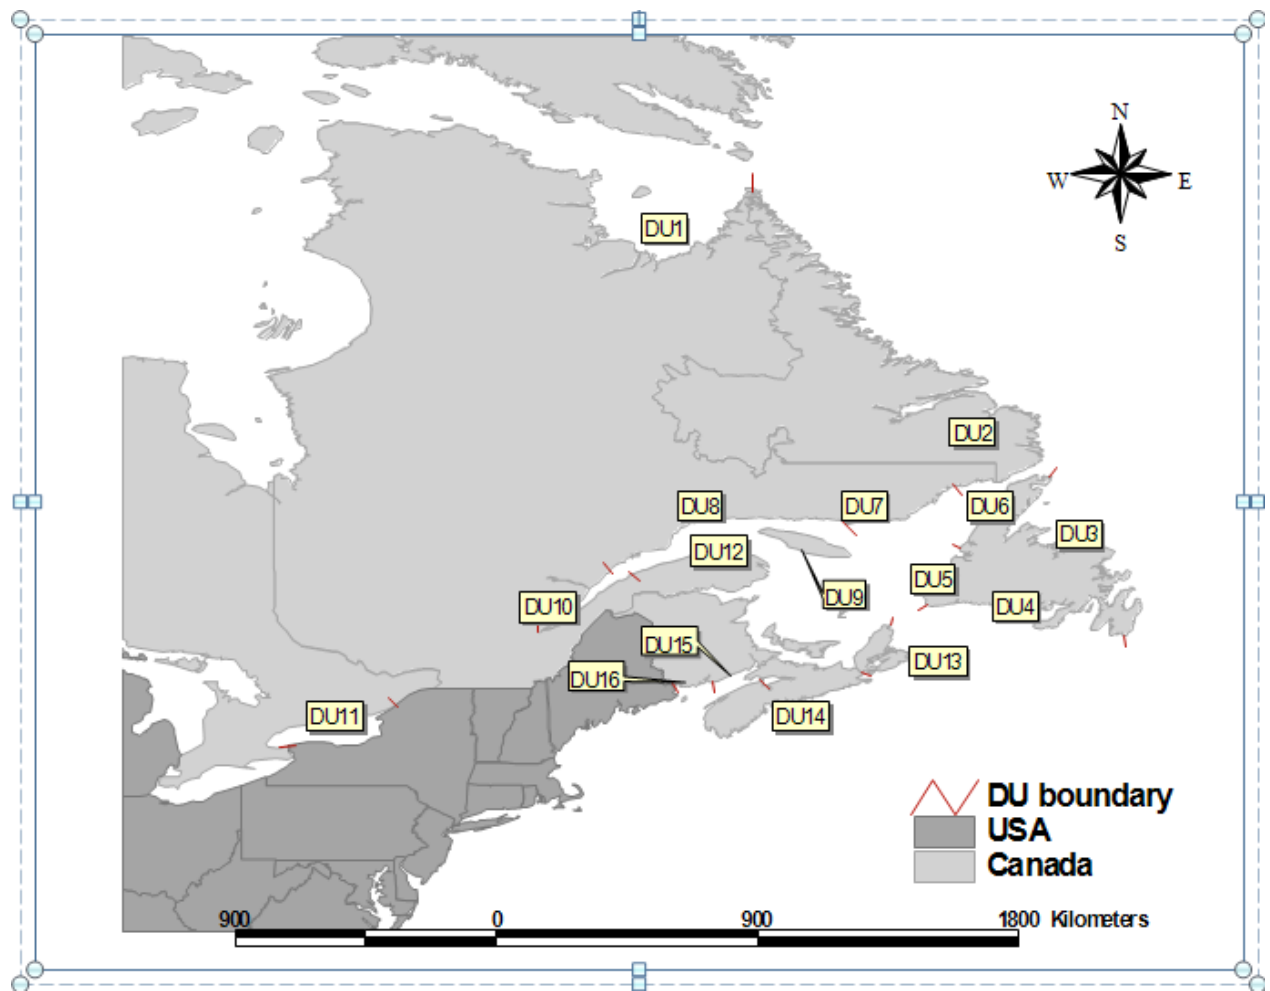 N
W E
S
DU1
DU2
DU8
DU7
DU6
DU3
DU12
DU5
DU9
DU10
DU4
DU15
DU13
DU16
DU11
DU14
DU boundary
USA
Canada
900 0 900 1800 Kilometers